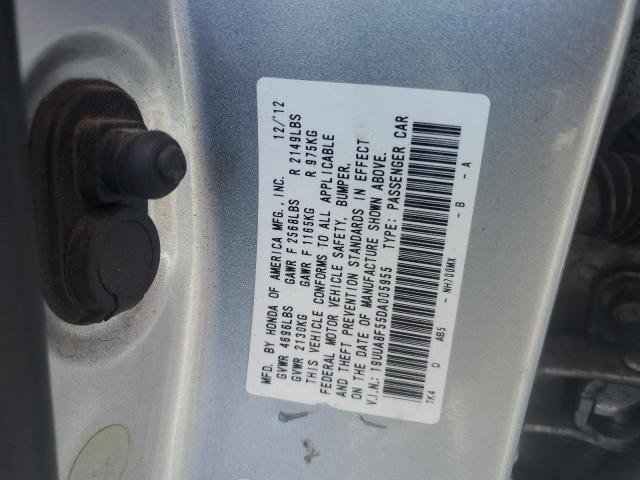 MFD. BY HONDA OF AMERICA MFG., INC. 12/'12
GVWR 4696LBS GAWR F 2568LBS R 2149LBS
GVWR 2130KG GAWR F 1165KG R 975KG
THIS VEHICLE CONFORMS TO ALL APPLICABLE
FEDERAL MOTOR VEHICLE SAFETY, BUMPER,
AND THEFT PREVENTION STANDARDS IN EFFECT
ON THE DATE OF MANUFACTURE SHOWN ABOVE.
V.I.N.: 19UUA8F55DA005955 TYPE: PASSENGER CAR
TK4 D AB5 - NH700MX - B - A